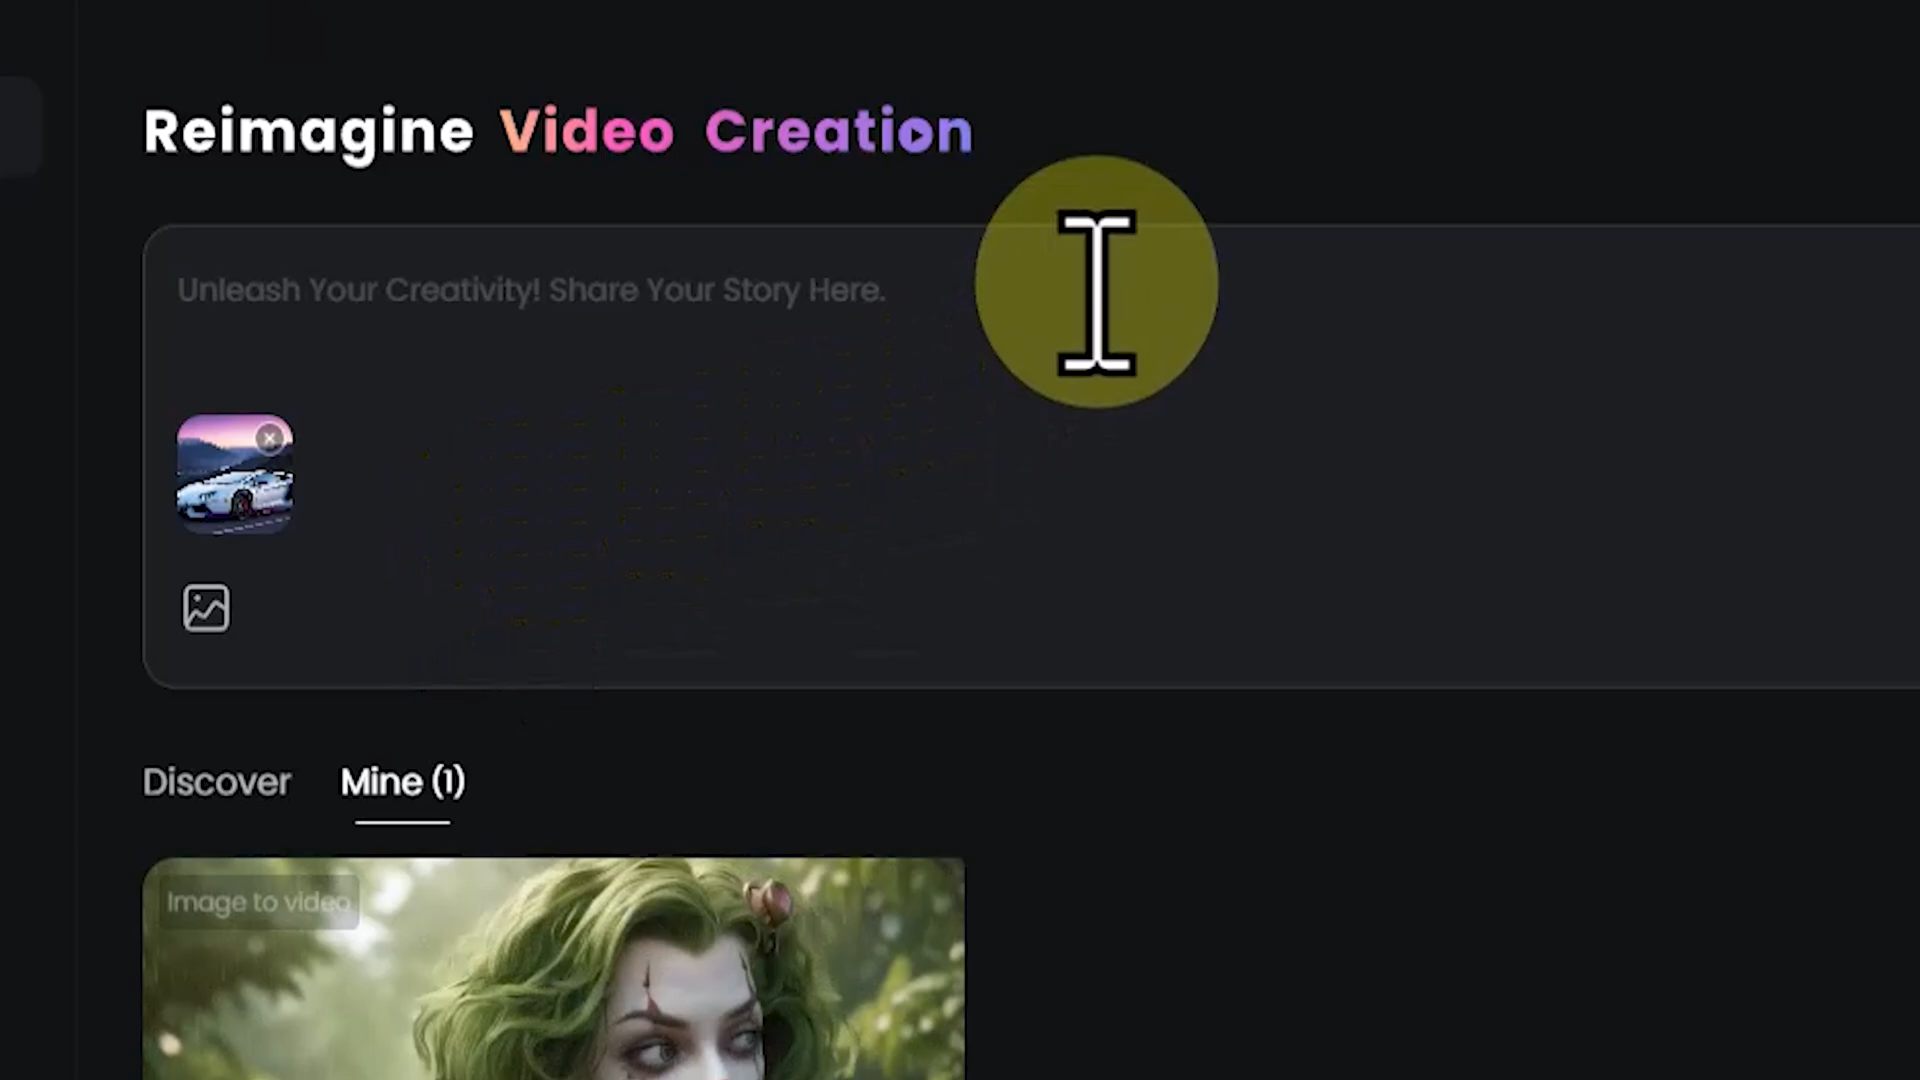 Reimagine Video Creation
Unleash Your Creativity! Share Your Story Here.
Discover Mine (1)
Image to video